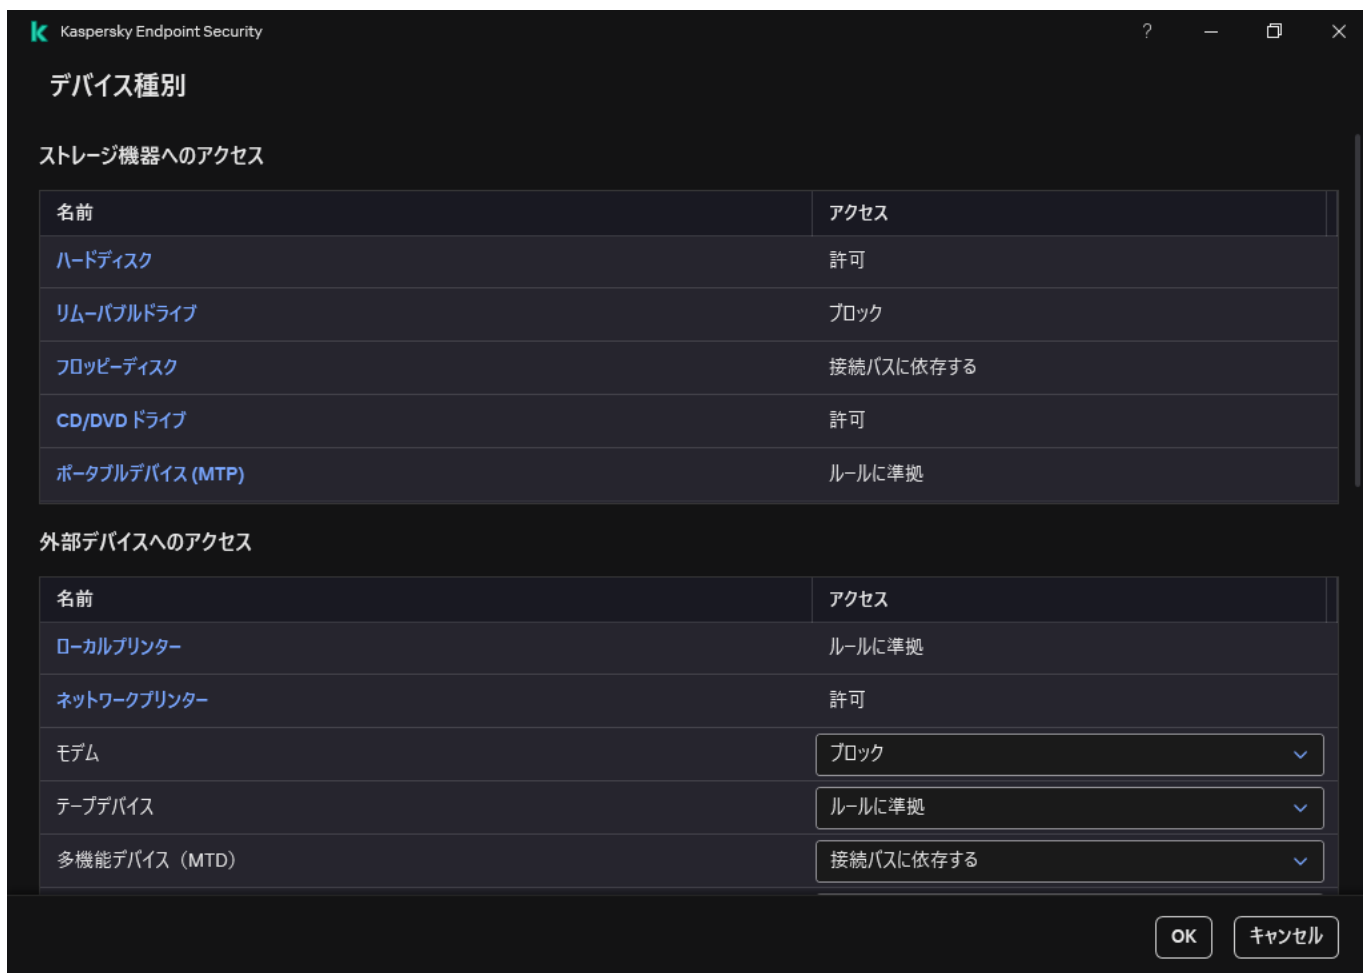 Kaspersky Endpoint Security
デバイス種別
ストレージ機器へのアクセス
名前 アクセス
ハードディスク 許可
リムーバブルドライブ ブロック
フロッピーディスク 接続バスに依存する
CD/DVD ドライブ 許可
ポータブルデバイス (MTP) ルールに準拠
外部デバイスへのアクセス
名前 アクセス
ローカルプリンター ルールに準拠
ネットワークプリンター 許可
モデム ブロック
テープデバイス ルールに準拠
多機能デバイス（MTD） 接続バスに依存する
OK キャンセル